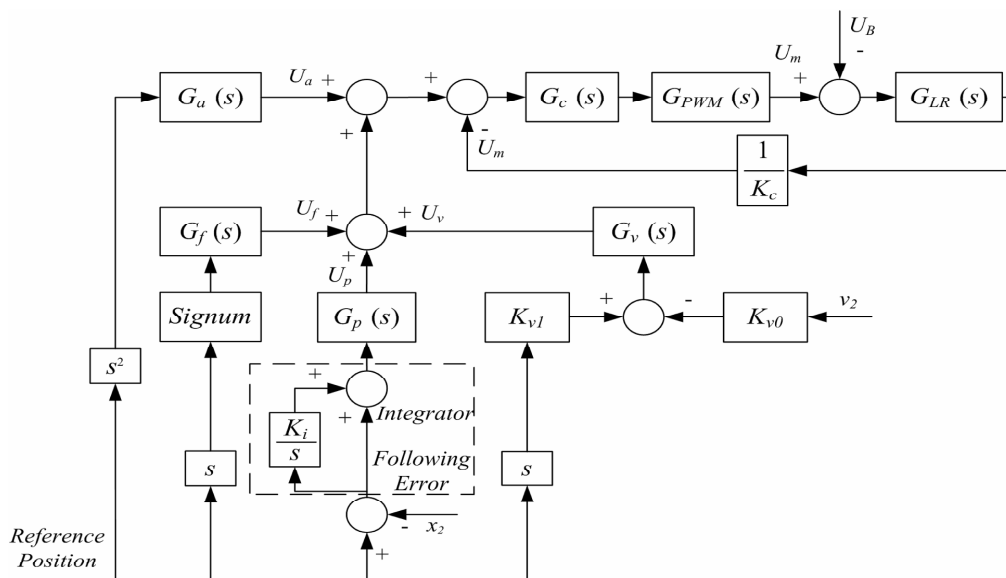 U_B
-
U_a + + U_m +
G_a (s) G_c (s) G_PWM (s) G_LR (s)
+ -
U_m
1
K_c
U_f + + U_v
G_f (s) G_v (s)
+
U_p
Signum G_p (s) K_v1 + - K_v0 v_2
s^2
+
+ Integrator
K_i
s
s Following s
Error
- x_2
Reference
Position +